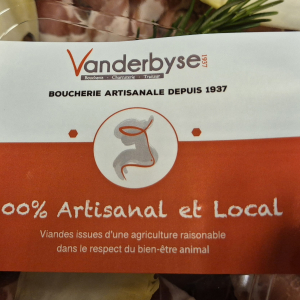 Vanderbyse
1937
Boucherie - Charcuterie - Traiteur
BOUCHERIE ARTISANALE DEPUIS 1937
00% Artisanal et Local
Viandes issues d'une agriculture raisonable
dans le respect du bien-être animal